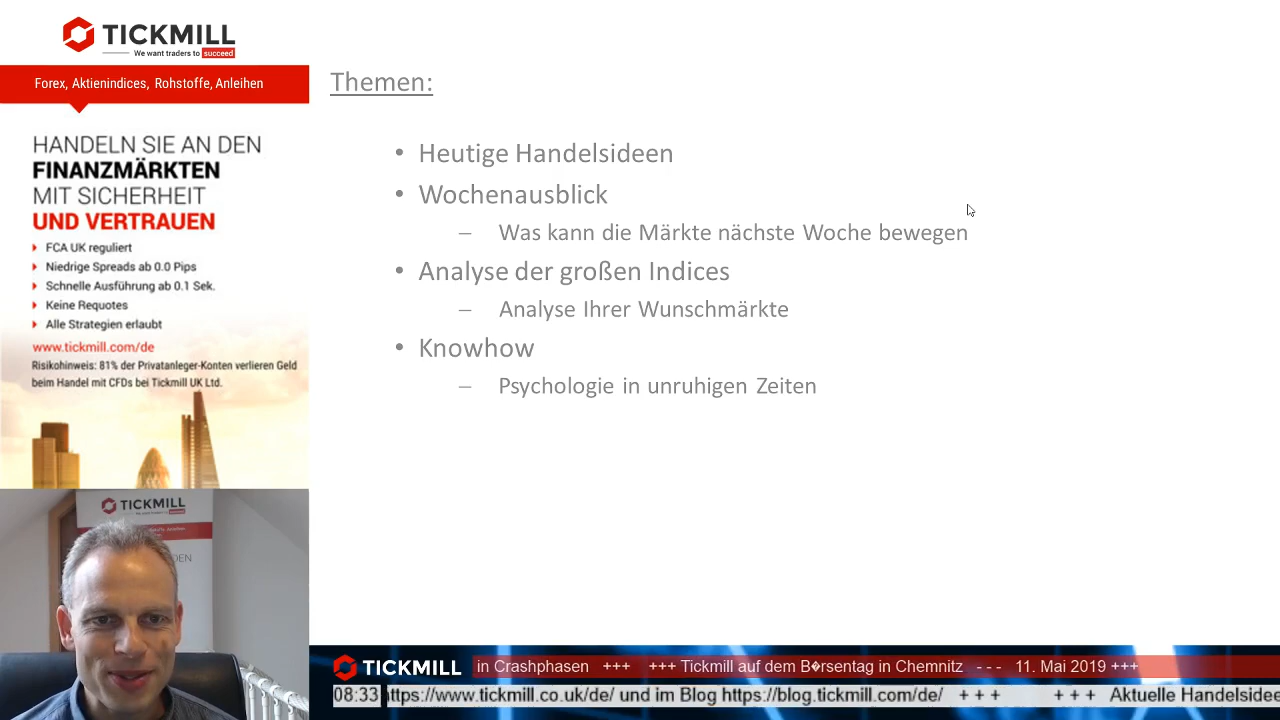 TICKMILL
We want traders to succeed
Forex, Aktienindices, Rohstoffe, Anleihen
HANDELN SIE AN DEN
FINANZMÄRKTEN
MIT SICHERHEIT
UND VERTRAUEN
FCA UK reguliert
Niedrige Spreads ab 0.0 Pips
Schnelle Ausführung ab 0.1 Sek.
Keine Requotes
Alle Strategien erlaubt
www.tickmill.com/de
Risikohinweis: 81% der Privatanleger-Konten verlieren Geld
beim Handel mit CFDs bei Tickmill UK Ltd.
Themen:
• Heutige Handelsideen
• Wochenausblick
– Was kann die Märkte nächste Woche bewegen
• Analyse der großen Indices
– Analyse Ihrer Wunschmärkte
• Knowhow
– Psychologie in unruhigen Zeiten
TICKMILL
DEN
TICKMILL in Crashphasen +++ +++ Tickmill auf dem B�rsentag in Chemnitz - - - 11. Mai 2019 +++
08:33 https://www.tickmill.co.uk/de/ und im Blog https://blog.tickmill.com/de/ + + + + + + Aktuelle Handelsidee